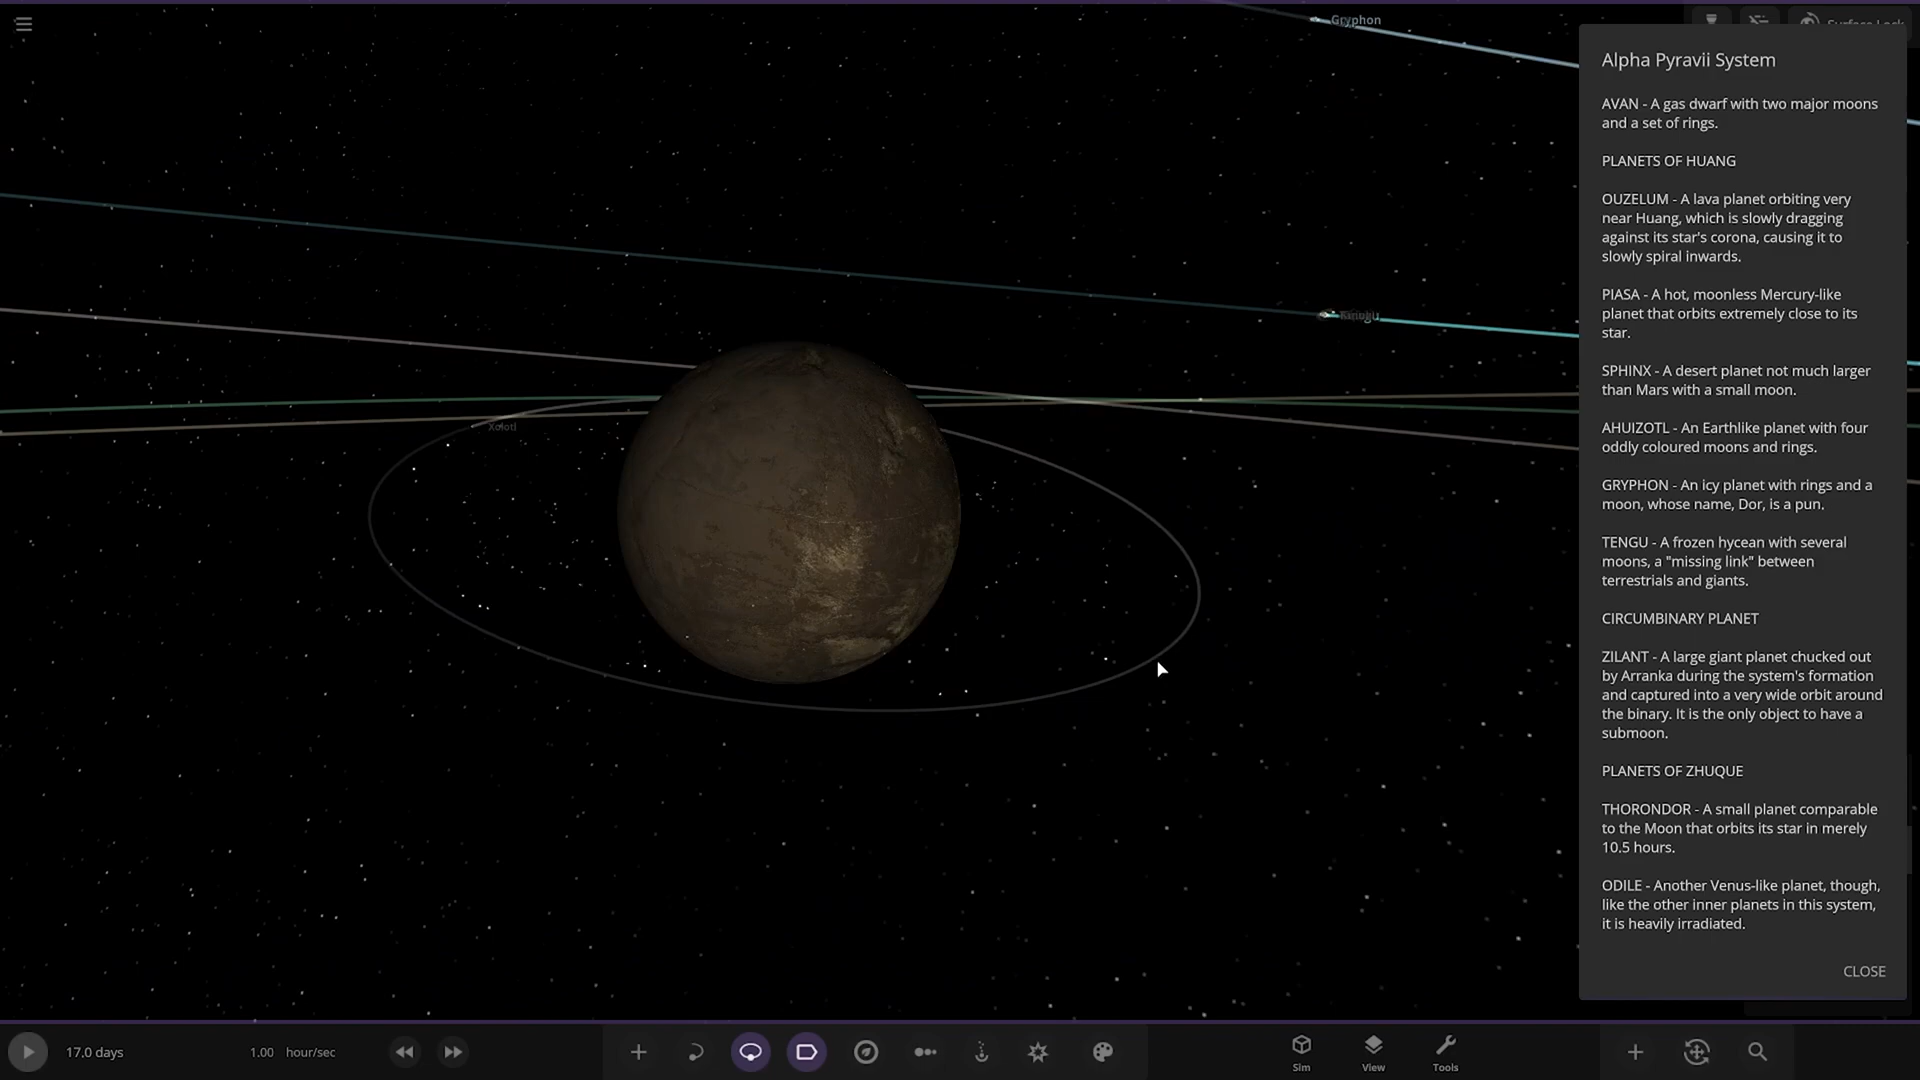 Gryphon
Surface Lock
Alpha Pyravii System
AVAN - A gas dwarf with two major moons
and a set of rings.
PLANETS OF HUANG
OUZELUM - A lava planet orbiting very
near Huang, which is slowly dragging
against its star's corona, causing it to
slowly spiral inwards.
PIASA - A hot, moonless Mercury-like
planet that orbits extremely close to its
star.
SPHINX - A desert planet not much larger
than Mars with a small moon.
AHUIZOTL - An Earthlike planet with four
oddly coloured moons and rings.
GRYPHON - An icy planet with rings and a
moon, whose name, Dor, is a pun.
TENGU - A frozen hycean with several
moons, a "missing link" between
terrestrials and giants.
CIRCUMBINARY PLANET
ZILANT - A large giant planet chucked out
by Arranka during the system's formation
and captured into a very wide orbit around
the binary. It is the only object to have a
submoon.
PLANETS OF ZHUQUE
THORONDOR - A small planet comparable
to the Moon that orbits its star in merely
10.5 hours.
ODILE - Another Venus-like planet, though,
like the other inner planets in this system,
it is heavily irradiated.
CLOSE
Xolotl
17.0 days
1.00 hour/sec
Sim
View
Tools